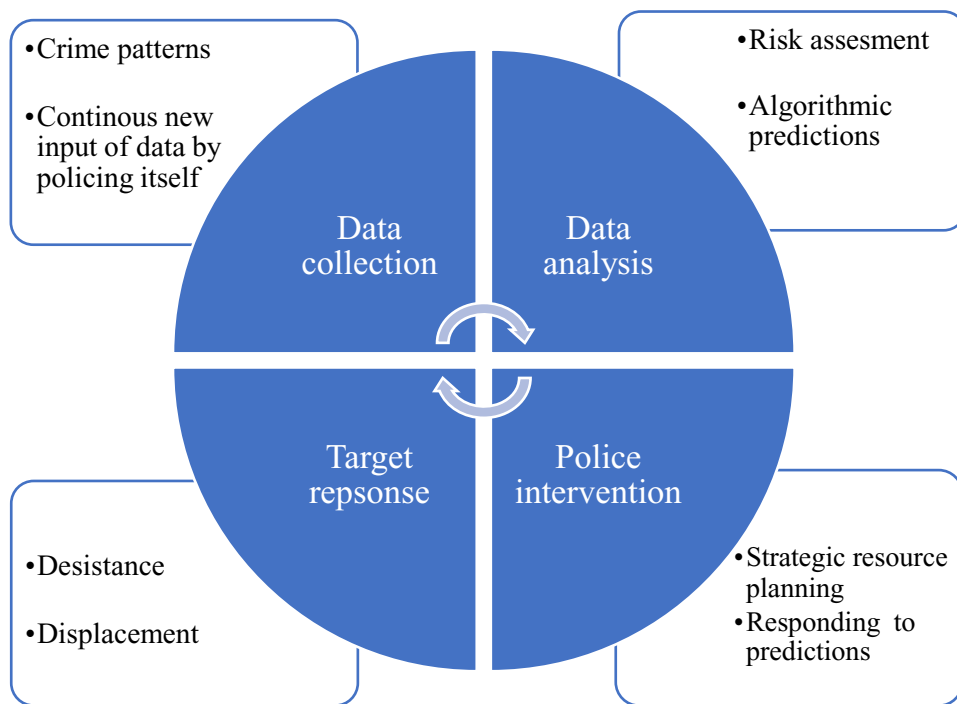 •Crime patterns
•Continous new
input of data by
policing itself
•Risk assesment
•Algorithmic
predictions
Data
collection
Data
analysis
Target
repsonse
Police
intervention
•Desistance
•Displacement
•Strategic resource
planning
•Responding to
predictions